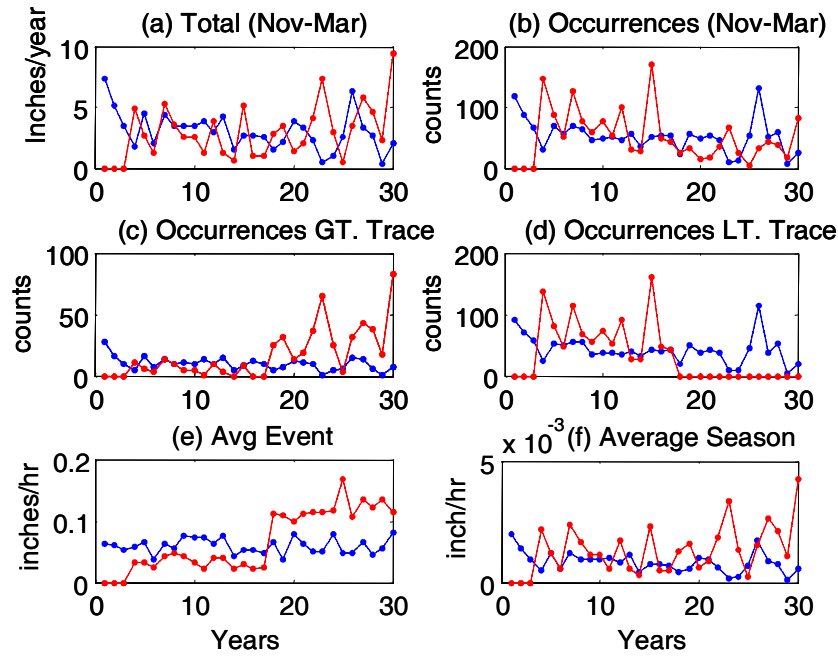 (a) Total (Nov-Mar)
(b) Occurrences (Nov-Mar)
10
5
0
Inches/year
0
10
20
30
200
100
0
counts
0
10
20
30
(c) Occurrences GT. Trace
(d) Occurrences LT. Trace
100
50
0
counts
0
10
20
30
200
100
0
counts
0
10
20
30
(e) Avg Event
x 10-3 (f) Average Season
0.2
0.1
0
inches/hr
0
10
20
30
Years
5
0
inch/hr
0
10
20
30
Years